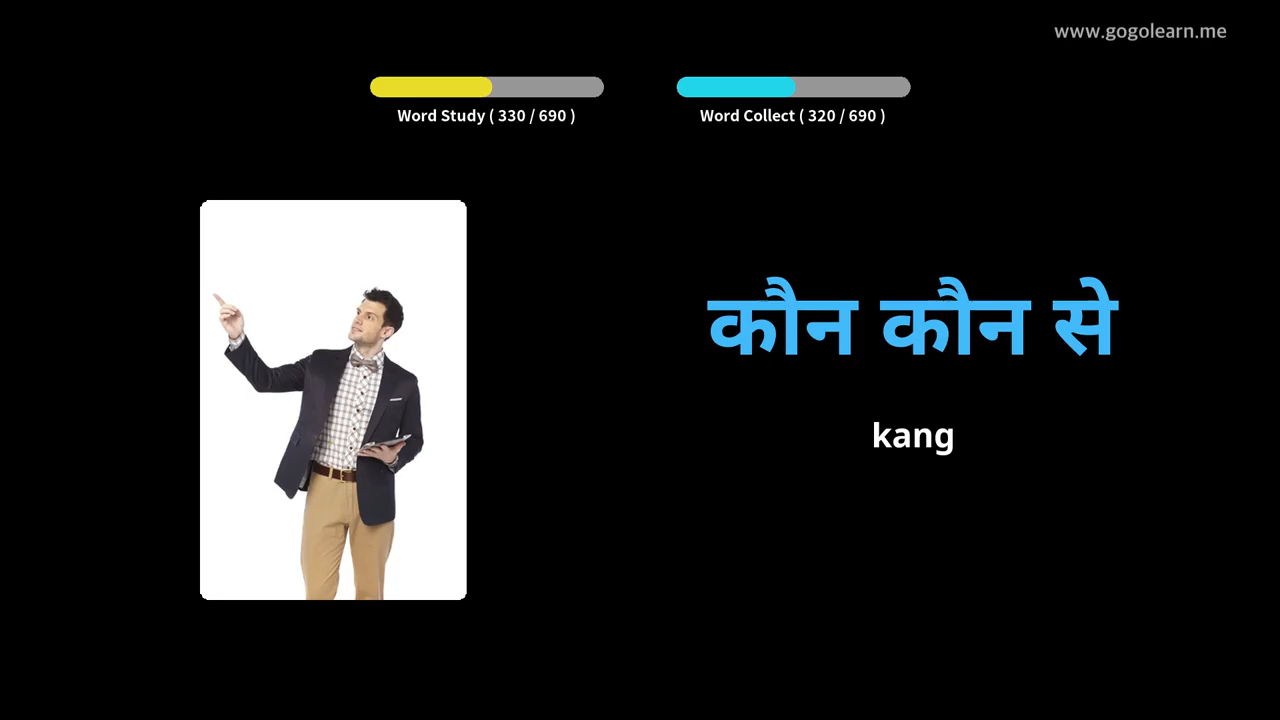 www.gogolearn.me
Word Study ( 330 / 690 )
Word Collect ( 320 / 690 )
कौन कौन से
kang